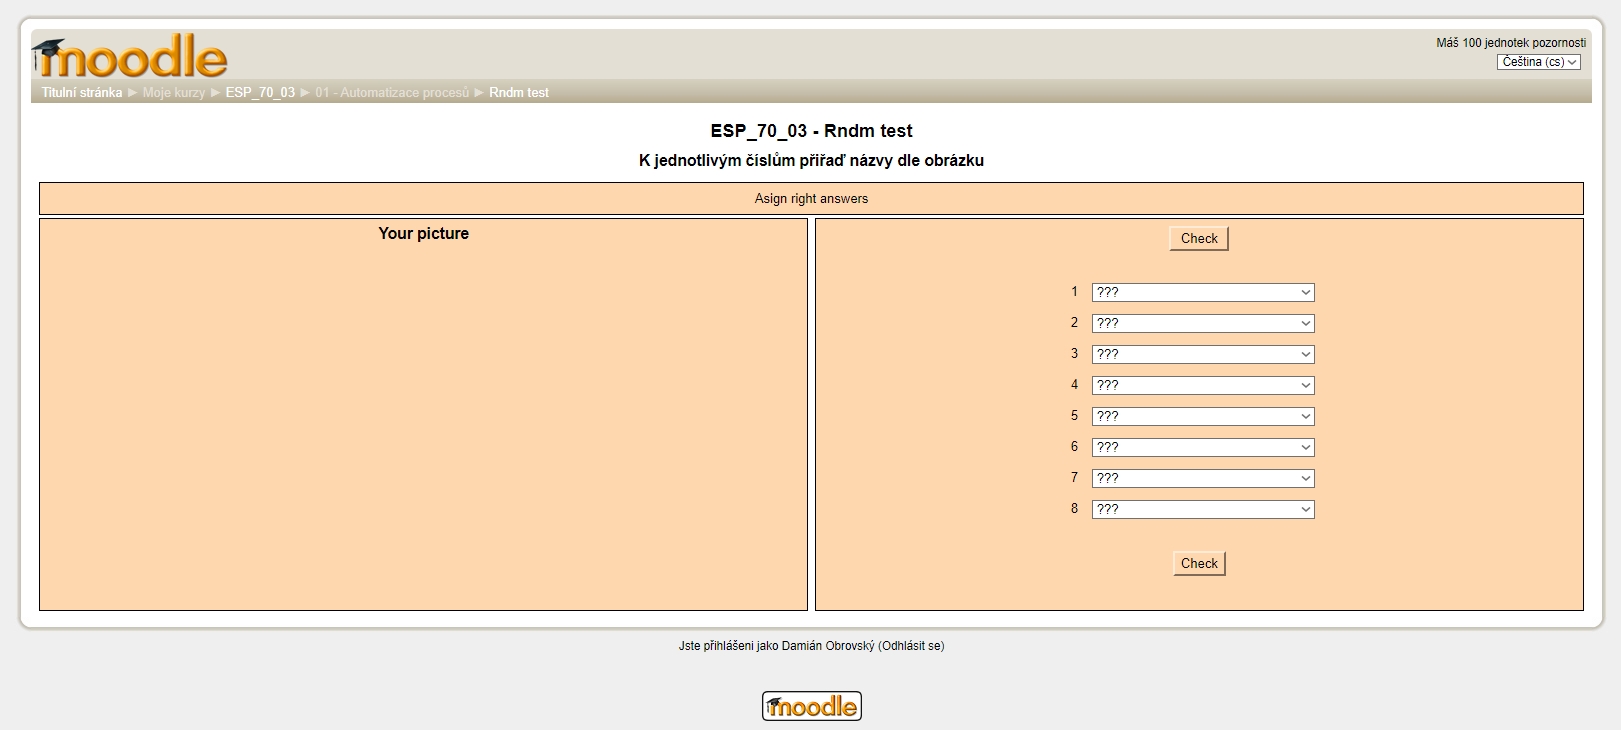 moodle
Máš 100 jednotek pozornosti
Čeština (cs)
Titulní stránka ► Moje kurzy ► ESP_70_03 ► 01 - Automatizace procesů ► Rndm test
ESP_70_03 - Rndm test
K jednotlivým číslům přiřaď názvy dle obrázku
Asign right answers
Your picture
Check
1 ???
2 ???
3 ???
4 ???
5 ???
6 ???
7 ???
8 ???
Check
Jste přihlášeni jako Damián Obrovský (Odhlásit se)
moodle